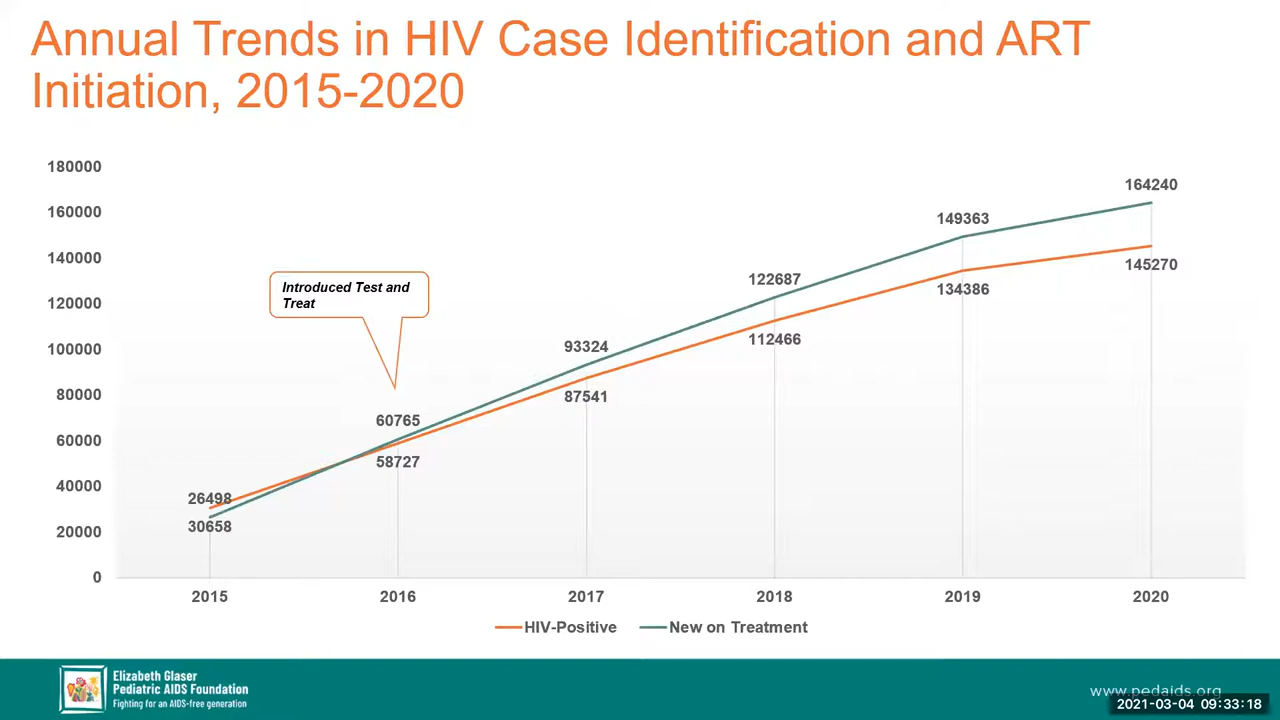 Annual Trends in HIV Case Identification and ART
Initiation, 2015-2020
180000
160000
140000
120000
100000
80000
60000
40000
20000
0
Introduced Test and
Treat
26498
30658
60765
58727
93324
87541
122687
112466
149363
134386
164240
145270
2015 2016 2017 2018 2019 2020
HIV-Positive New on Treatment
Elizabeth Glaser
Pediatric AIDS Foundation
Fighting for an AIDS-free generation
www.pedaids.org
2021-03-04 09:33:18